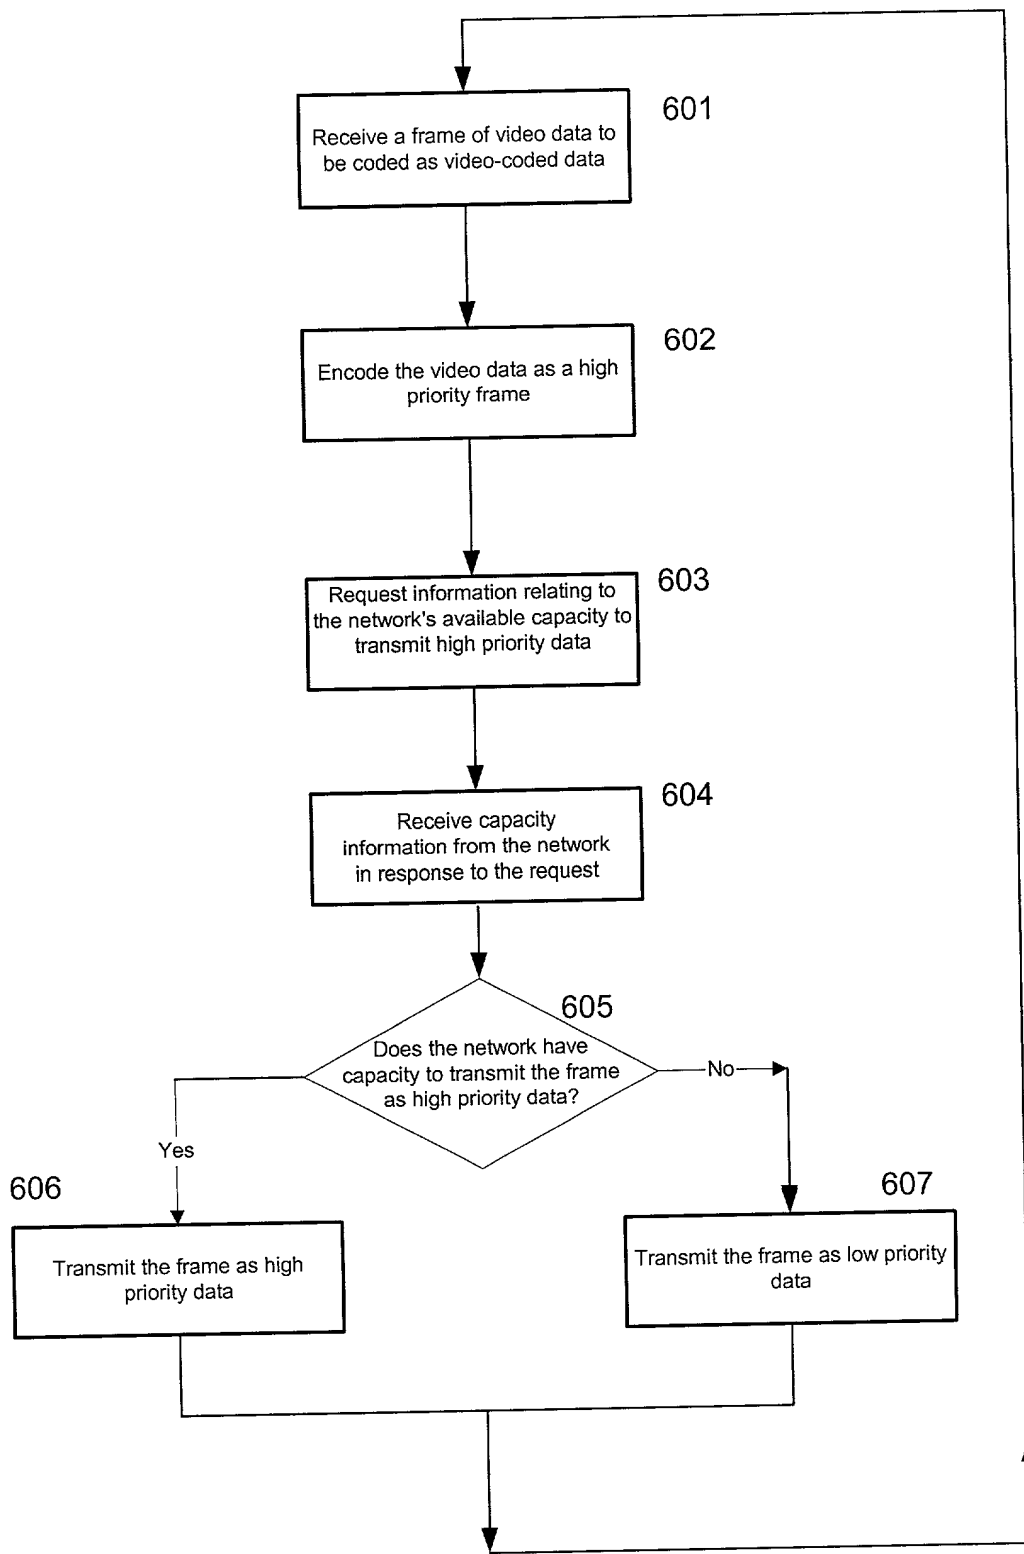 601
Receive a frame of video data to
be coded as video-coded data
602
Encode the video data as a high
priority frame
603
Request information relating to
the network's available capacity to
transmit high priority data
604
Receive capacity
information from the network
in response to the request
605
Does the network have
capacity to transmit the frame
as high priority data?
No
Yes
606
607
Transmit the frame as high
priority data
Transmit the frame as low priority
data